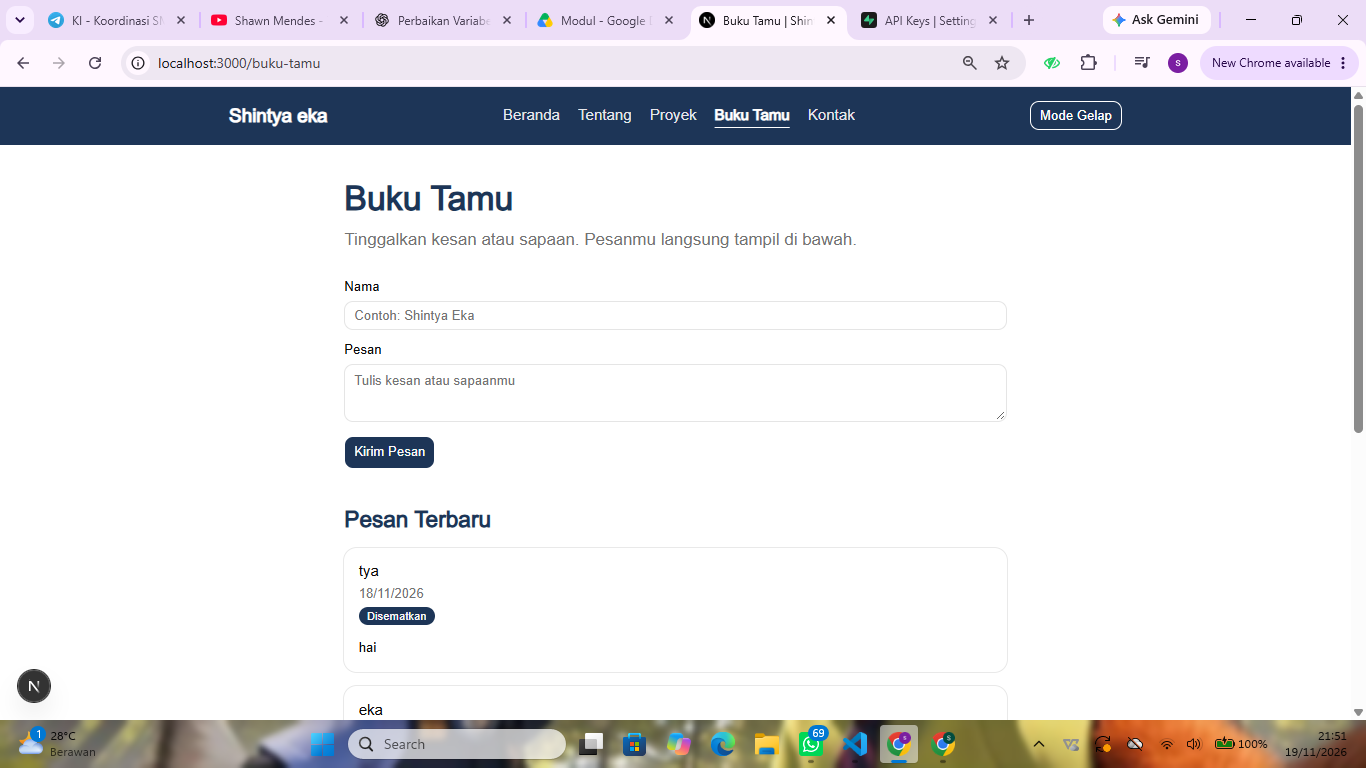 KI - Koordinasi SM
Shawn Mendes -
Perbaikan Variabe
Modul - Google D
Buku Tamu | Shin
API Keys | Setting
Ask Gemini
localhost:3000/buku-tamu
s
New Chrome available
Shintya eka
Beranda
Tentang
Proyek
Buku Tamu
Kontak
Mode Gelap
Buku Tamu
Tinggalkan kesan atau sapaan. Pesanmu langsung tampil di bawah.
Nama
Contoh: Shintya Eka
Pesan
Tulis kesan atau sapaanmu
Kirim Pesan
Pesan Terbaru
tya
18/11/2026
Disematkan
hai
eka
N
1
28°C
Berawan
Search
69
100%
21:51
19/11/2026